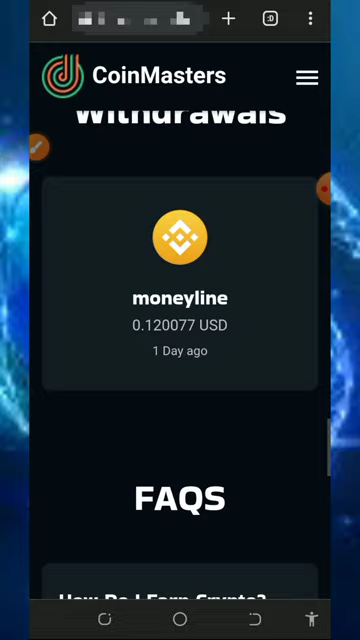 :D
CoinMasters
Withdrawals
moneyline
0.120077 USD
1 Day ago
FAQS
How Do I Earn Crypto?